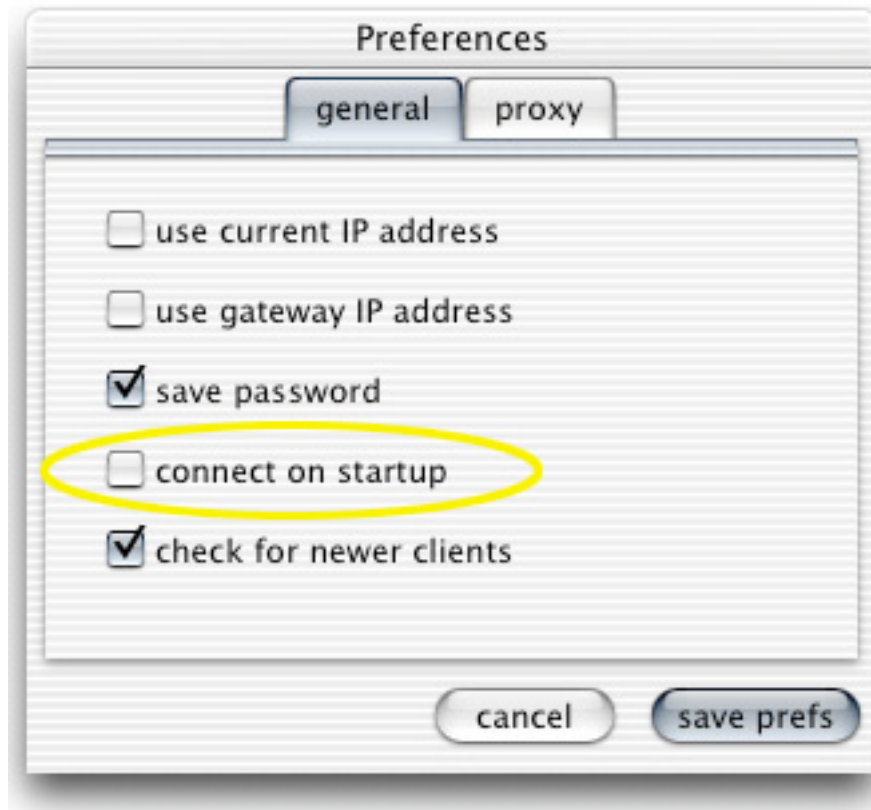 Preferences
general proxy
use current IP address
use gateway IP address
save password
connect on startup
check for newer clients
cancel save prefs